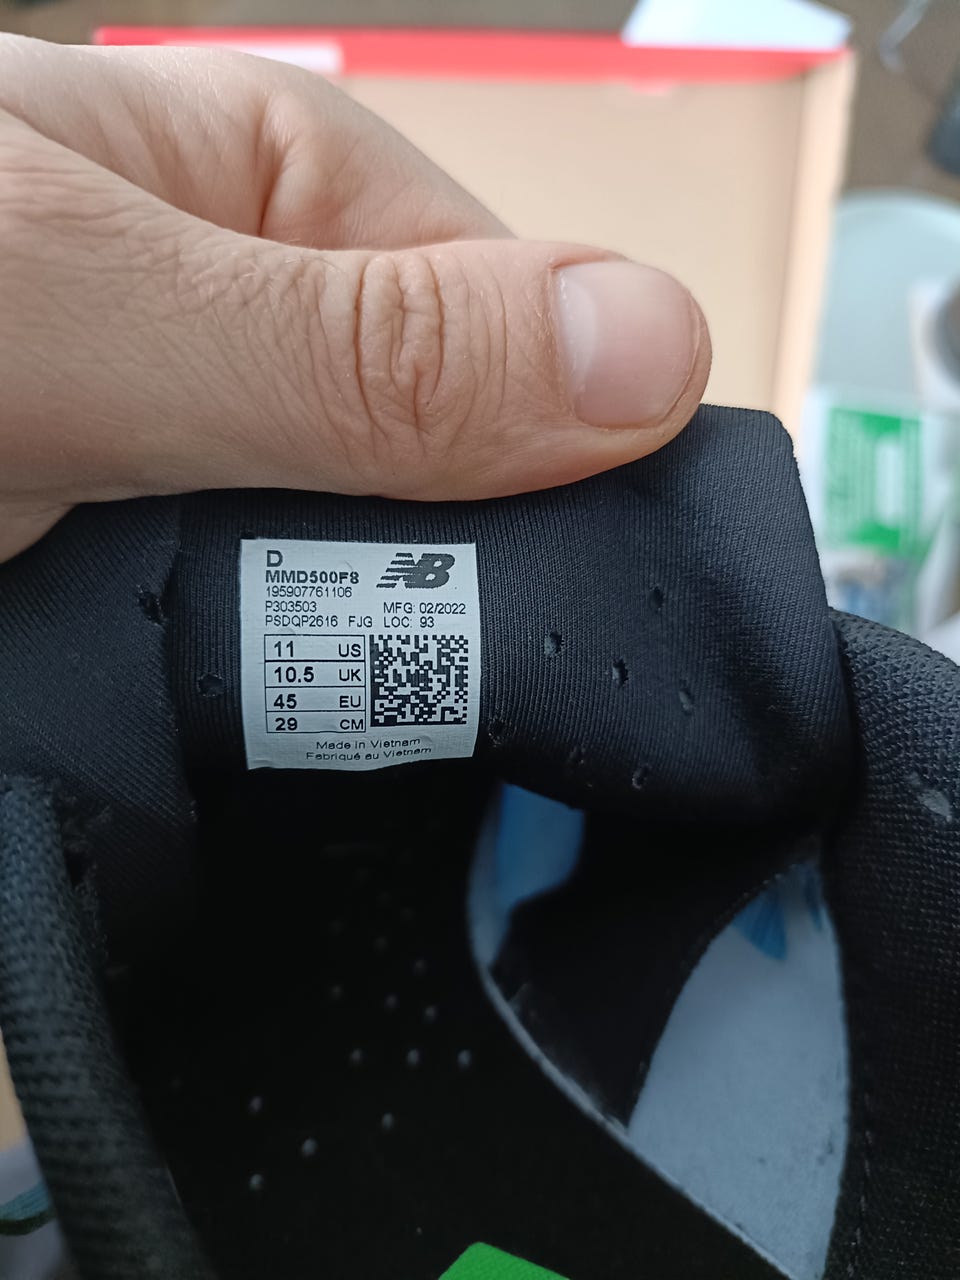 D
NB
MMD500F8
195907761106
P303503 MFG: 02/2022
PSDQP2616 FJG LOC: 93
11 US
10.5 UK
45 EU
29 CM
Made in Vietnam
Fabriqué au Vietnam